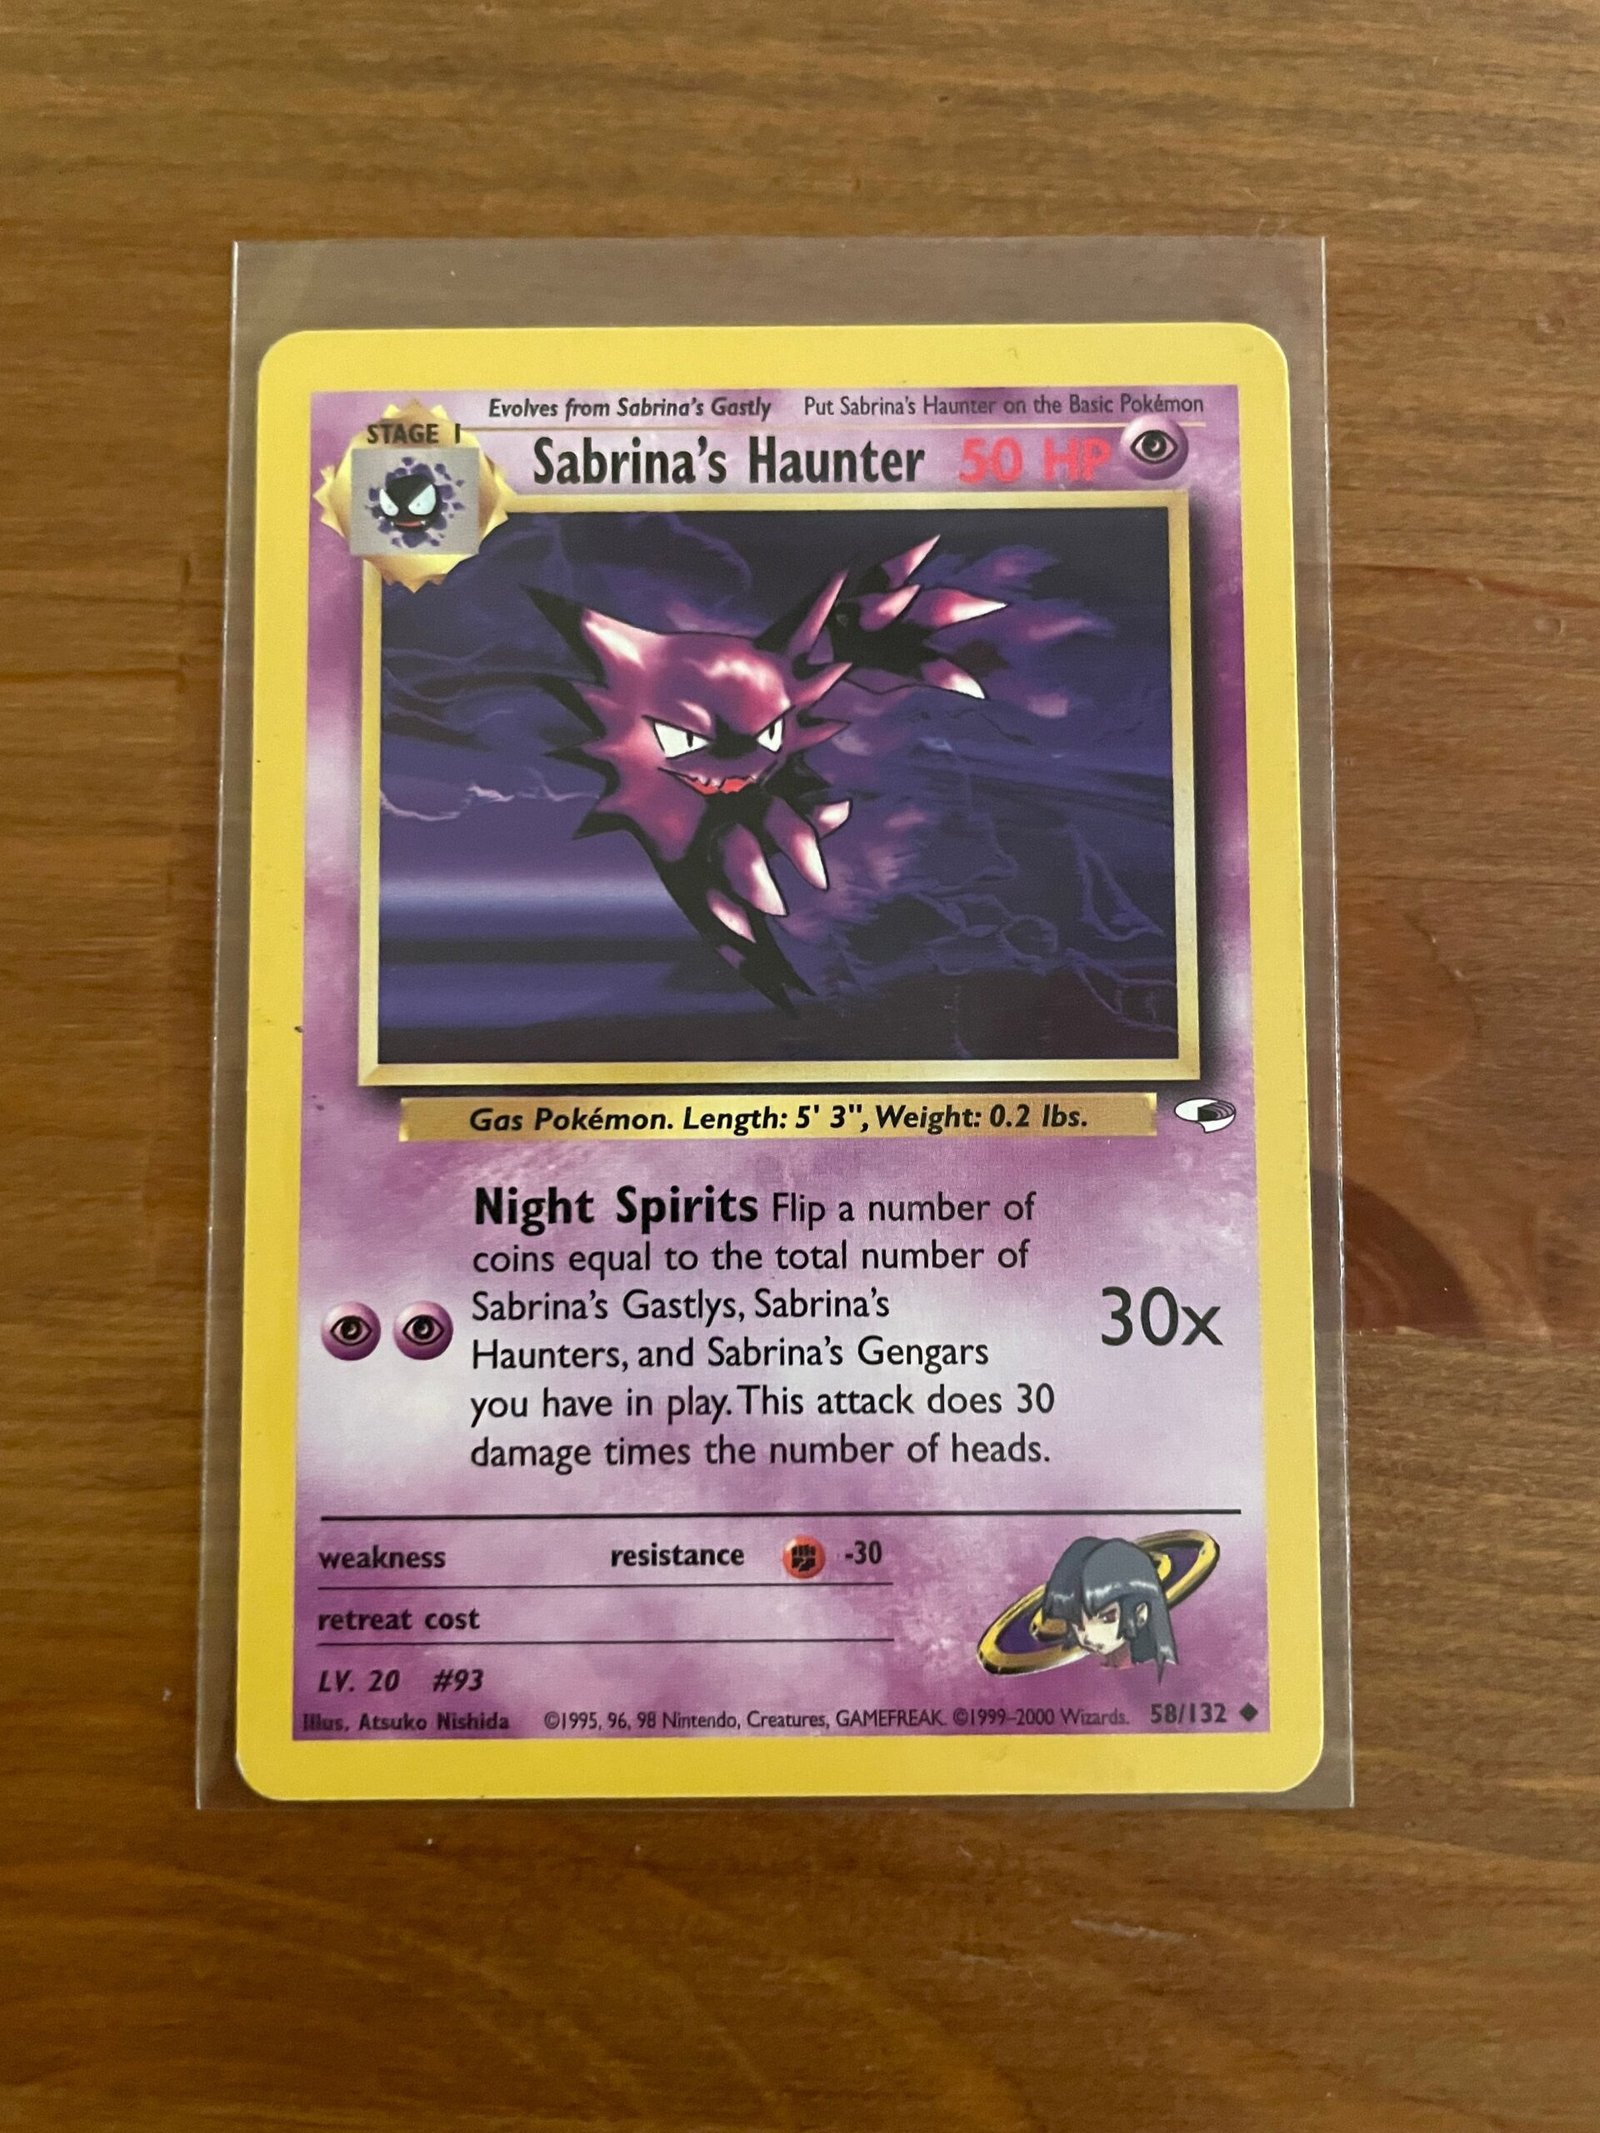 Evolves from Sabrina's Gastly Put Sabrina's Haunter on the Basic Pokémon
STAGE 1
Sabrina's Haunter 50 HP
Gas Pokémon. Length: 5' 3", Weight: 0.2 lbs.
Night Spirits Flip a number of
coins equal to the total number of
Sabrina's Gastlys, Sabrina's
Haunters, and Sabrina's Gengars
you have in play. This attack does 30
damage times the number of heads.
30x
weakness resistance -30
retreat cost
LV. 20 #93
Illus. Atsuko Nishida ©1995, 96, 98 Nintendo, Creatures, GAMEFREAK. ©1999-2000 Wizards. 58/132